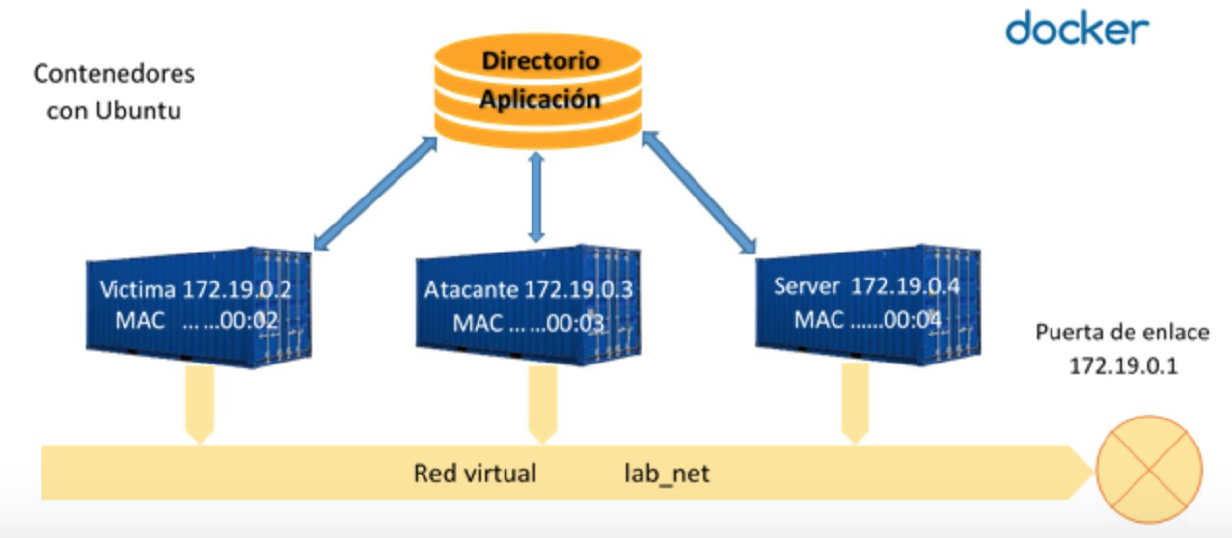 docker
Contenedores
con Ubuntu
Directorio
Aplicación
Victima 172.19.0.2
MAC ... ...00:02
Atacante 172.19.0.3
MAC ... ...00:03
Server 172.19.0.4
MAC ......00:04
Puerta de enlace
172.19.0.1
Red virtual lab_net